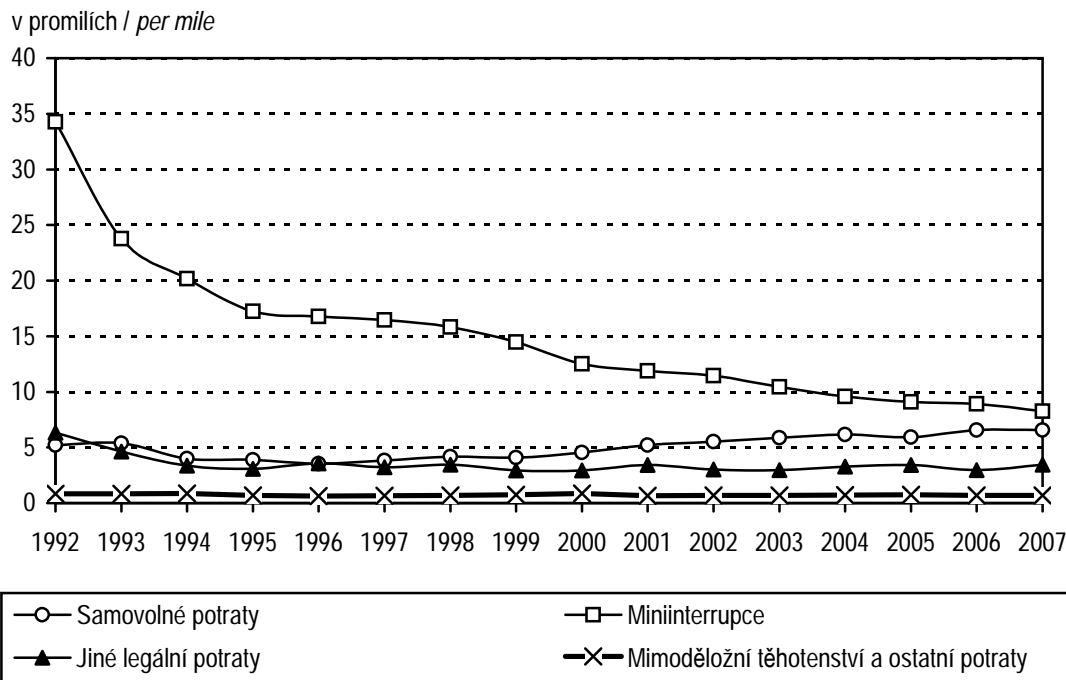 v promilích / per mile
40
35
30
25
20
15
10
5
0
1992 1993 1994 1995 1996 1997 1998 1999 2000 2001 2002 2003 2004 2005 2006 2007
Samovolné potraty Miniinterrupce
Jiné legální potraty Mimoděložní těhotenství a ostatní potraty